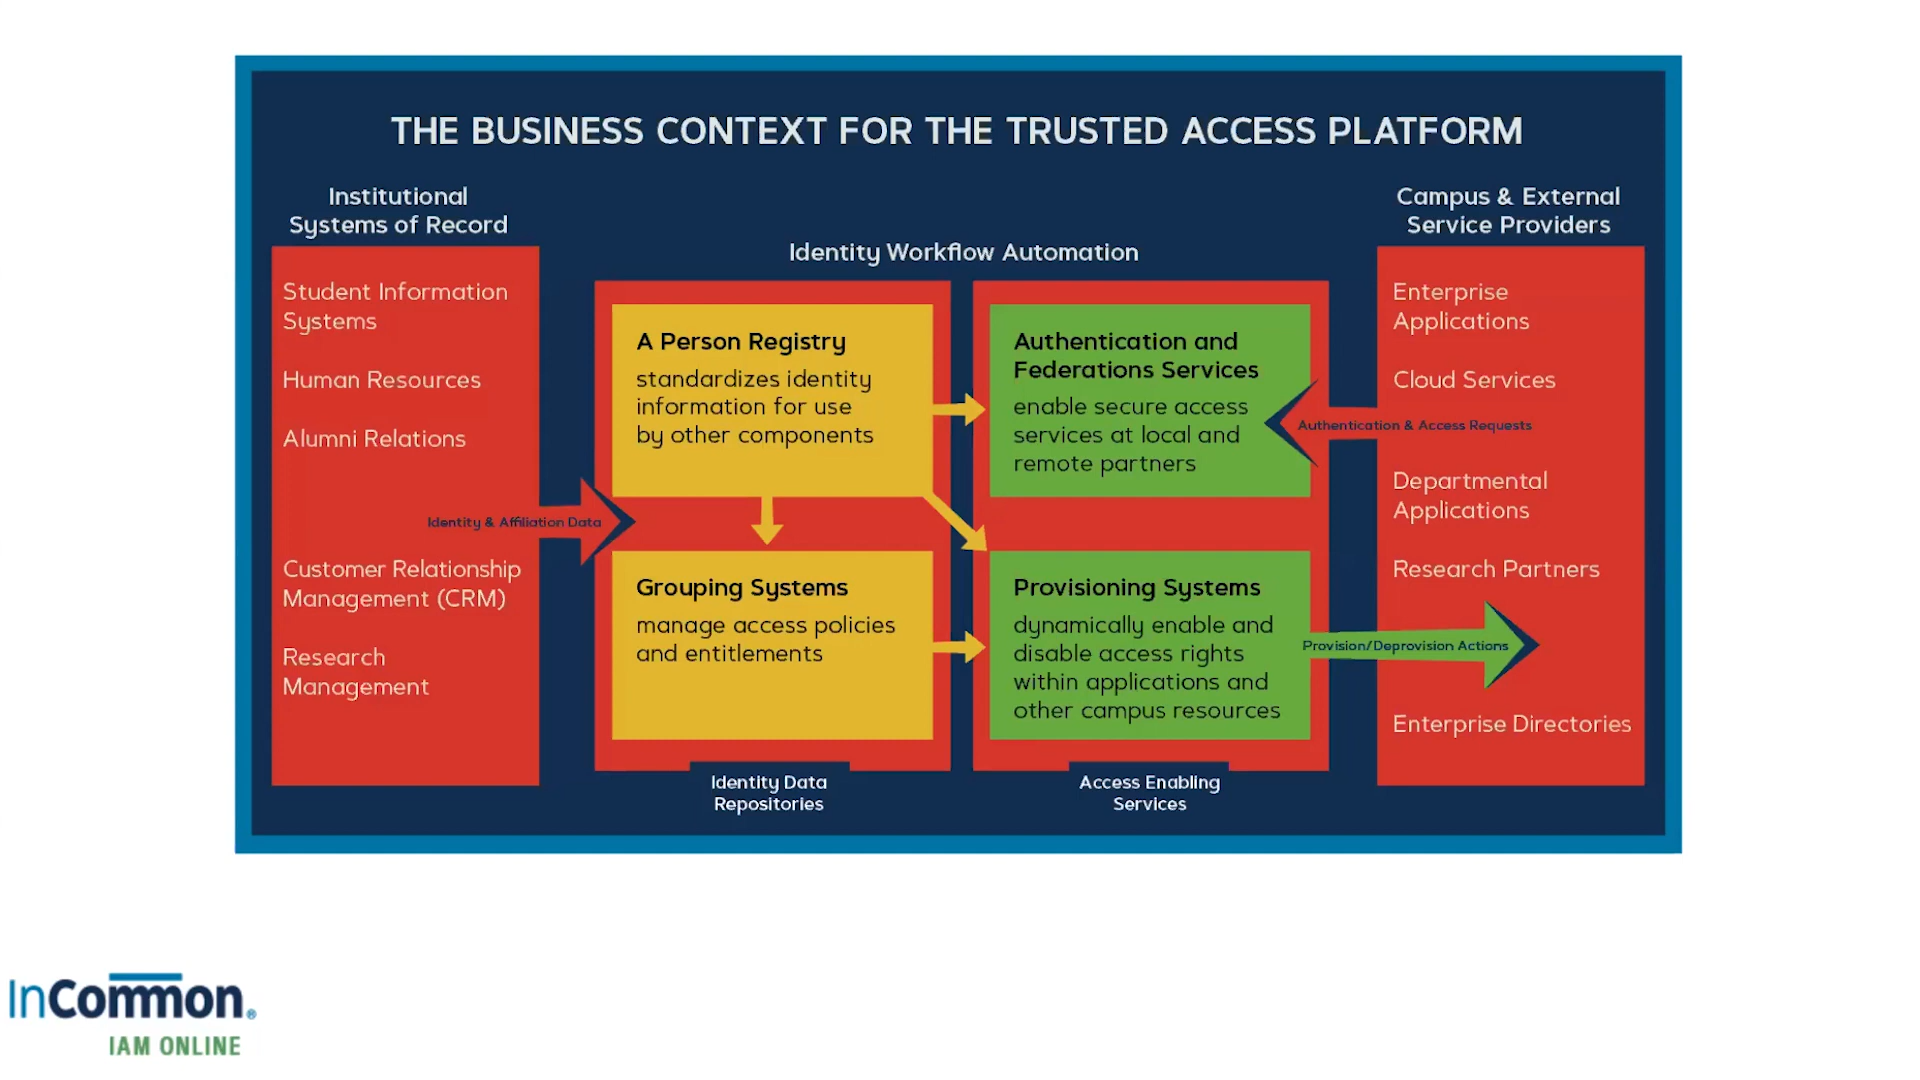 THE BUSINESS CONTEXT FOR THE TRUSTED ACCESS PLATFORM
Institutional
Systems of Record
Student Information
Systems
Human Resources
Alumni Relations
Identity & Affiliation Data
Customer Relationship
Management (CRM)
Research
Management
Identity Workflow Automation
A Person Registry
standardizes identity
information for use
by other components
Grouping Systems
manage access policies
and entitlements
Identity Data
Repositories
Authentication and
Federations Services
enable secure access
services at local and
remote partners
Provisioning Systems
dynamically enable and
disable access rights
within applications and
other campus resources
Access Enabling
Services
Campus & External
Service Providers
Enterprise
Applications
Cloud Services
Authentication & Access Requests
Departmental
Applications
Research Partners
Provision/Deprovision Actions
Enterprise Directories
InCommon®
IAM ONLINE